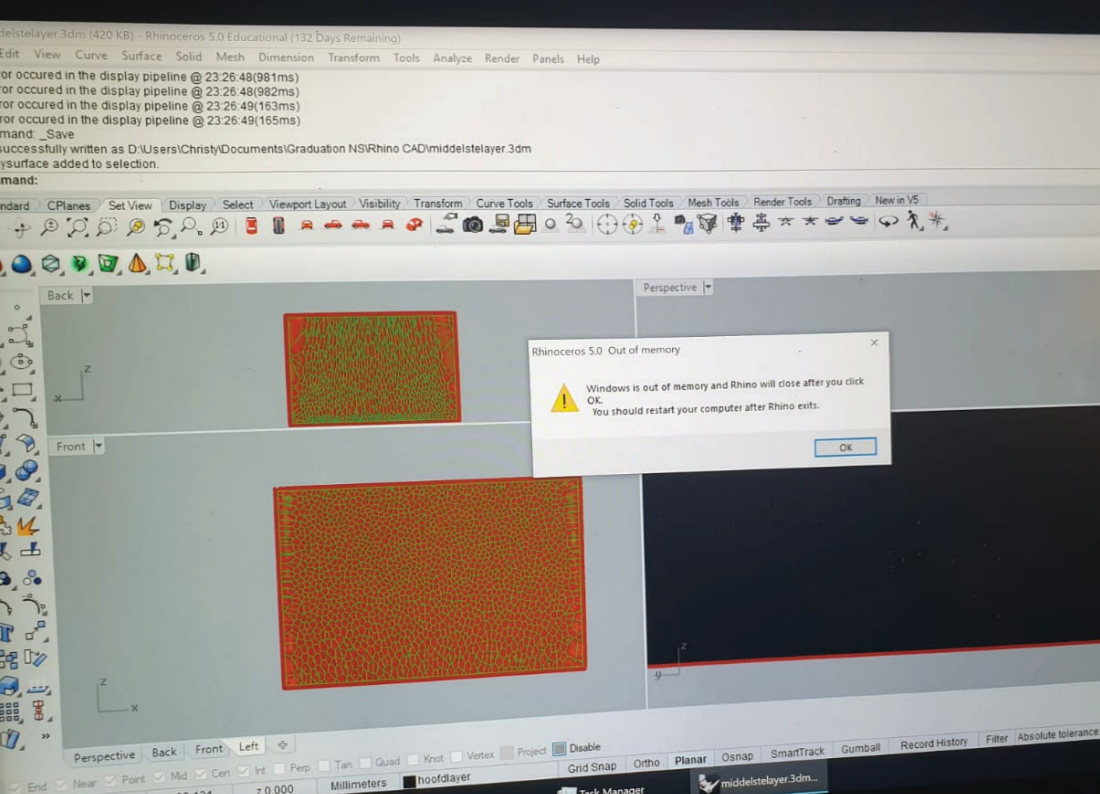 delstelayer.3dm (420 KB) - Rhinoceros 5.0 Educational (132 Days Remaining)
Edit View Curve Surface Solid Mesh Dimension Transform Tools Analyze Render Panels Help
or occured in the display pipeline @ 23:26:48(981ms)
ror occured in the display pipeline @ 23:26:48(982ms)
ror occured in the display pipeline @ 23:26:49(163ms)
rror occured in the display pipeline @ 23:26:49(165ms)
mand: _Save
successfully written as D:\Users\Christy\Documents\Graduation NS\Rhino CAD\middelstelayer.3dm
ysurface added to selection.
mand:
ndard CPlanes Set View Display Select Viewport Layout Visibility Transform Curve Tools Surface Tools Solid Tools Mesh Tools Render Tools Drafting New in V5
Back
Perspective
z
x
Rhinoceros 5.0 Out of memory
Windows is out of memory and Rhino will close after you click
OK.
You should restart your computer after Rhino exits.
OK
Front
z
x
z
y
Perspective Back Front Left
End Near Point Mid Cen Int Perp Tan Quad Knot Vertex Project Disable
z 0.000 Millimeters hoofdlayer Grid Snap Ortho Planar Osnap SmartTrack Gumball Record History Filter Absolute tolerance
Task Manager middelstelayer.3dm...